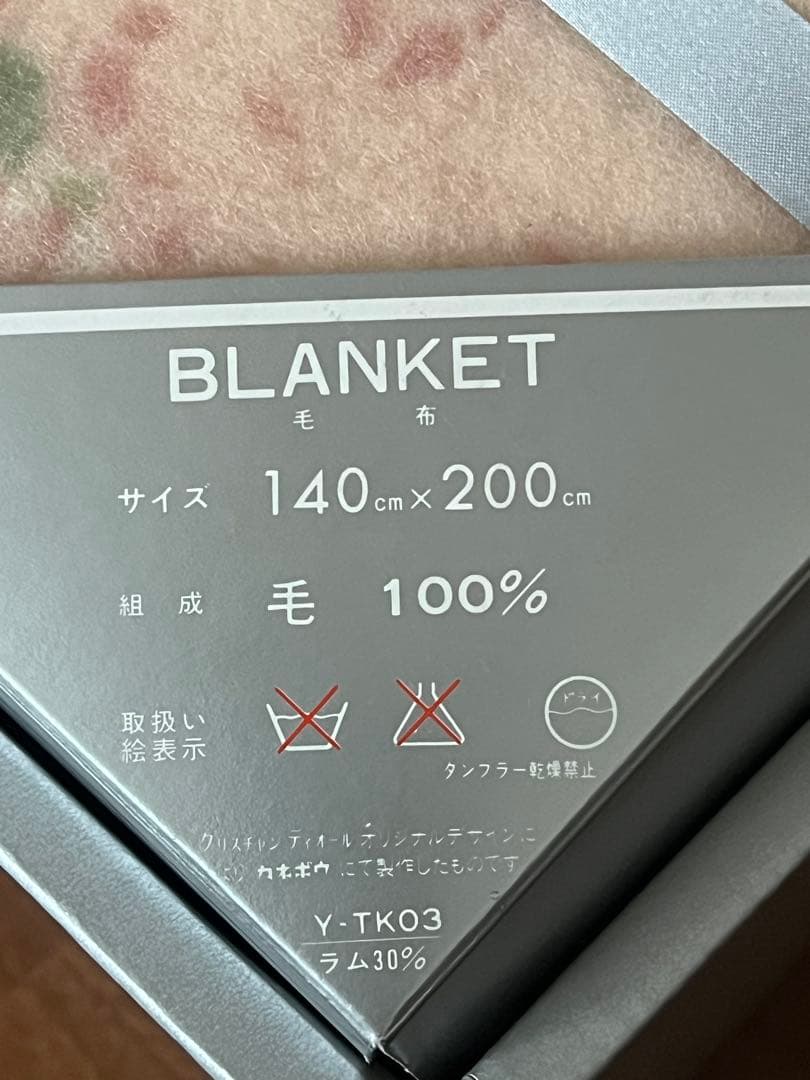 BLANKET
毛 布
サイズ 140cm×200cm
組 成 毛 100%
取扱い
絵表示
ドライ
タンブラー乾燥禁止
クリスチャン ディオール オリジナルデザインに
より カネボウ にて製作したものです
Y-TK03
ラム30%